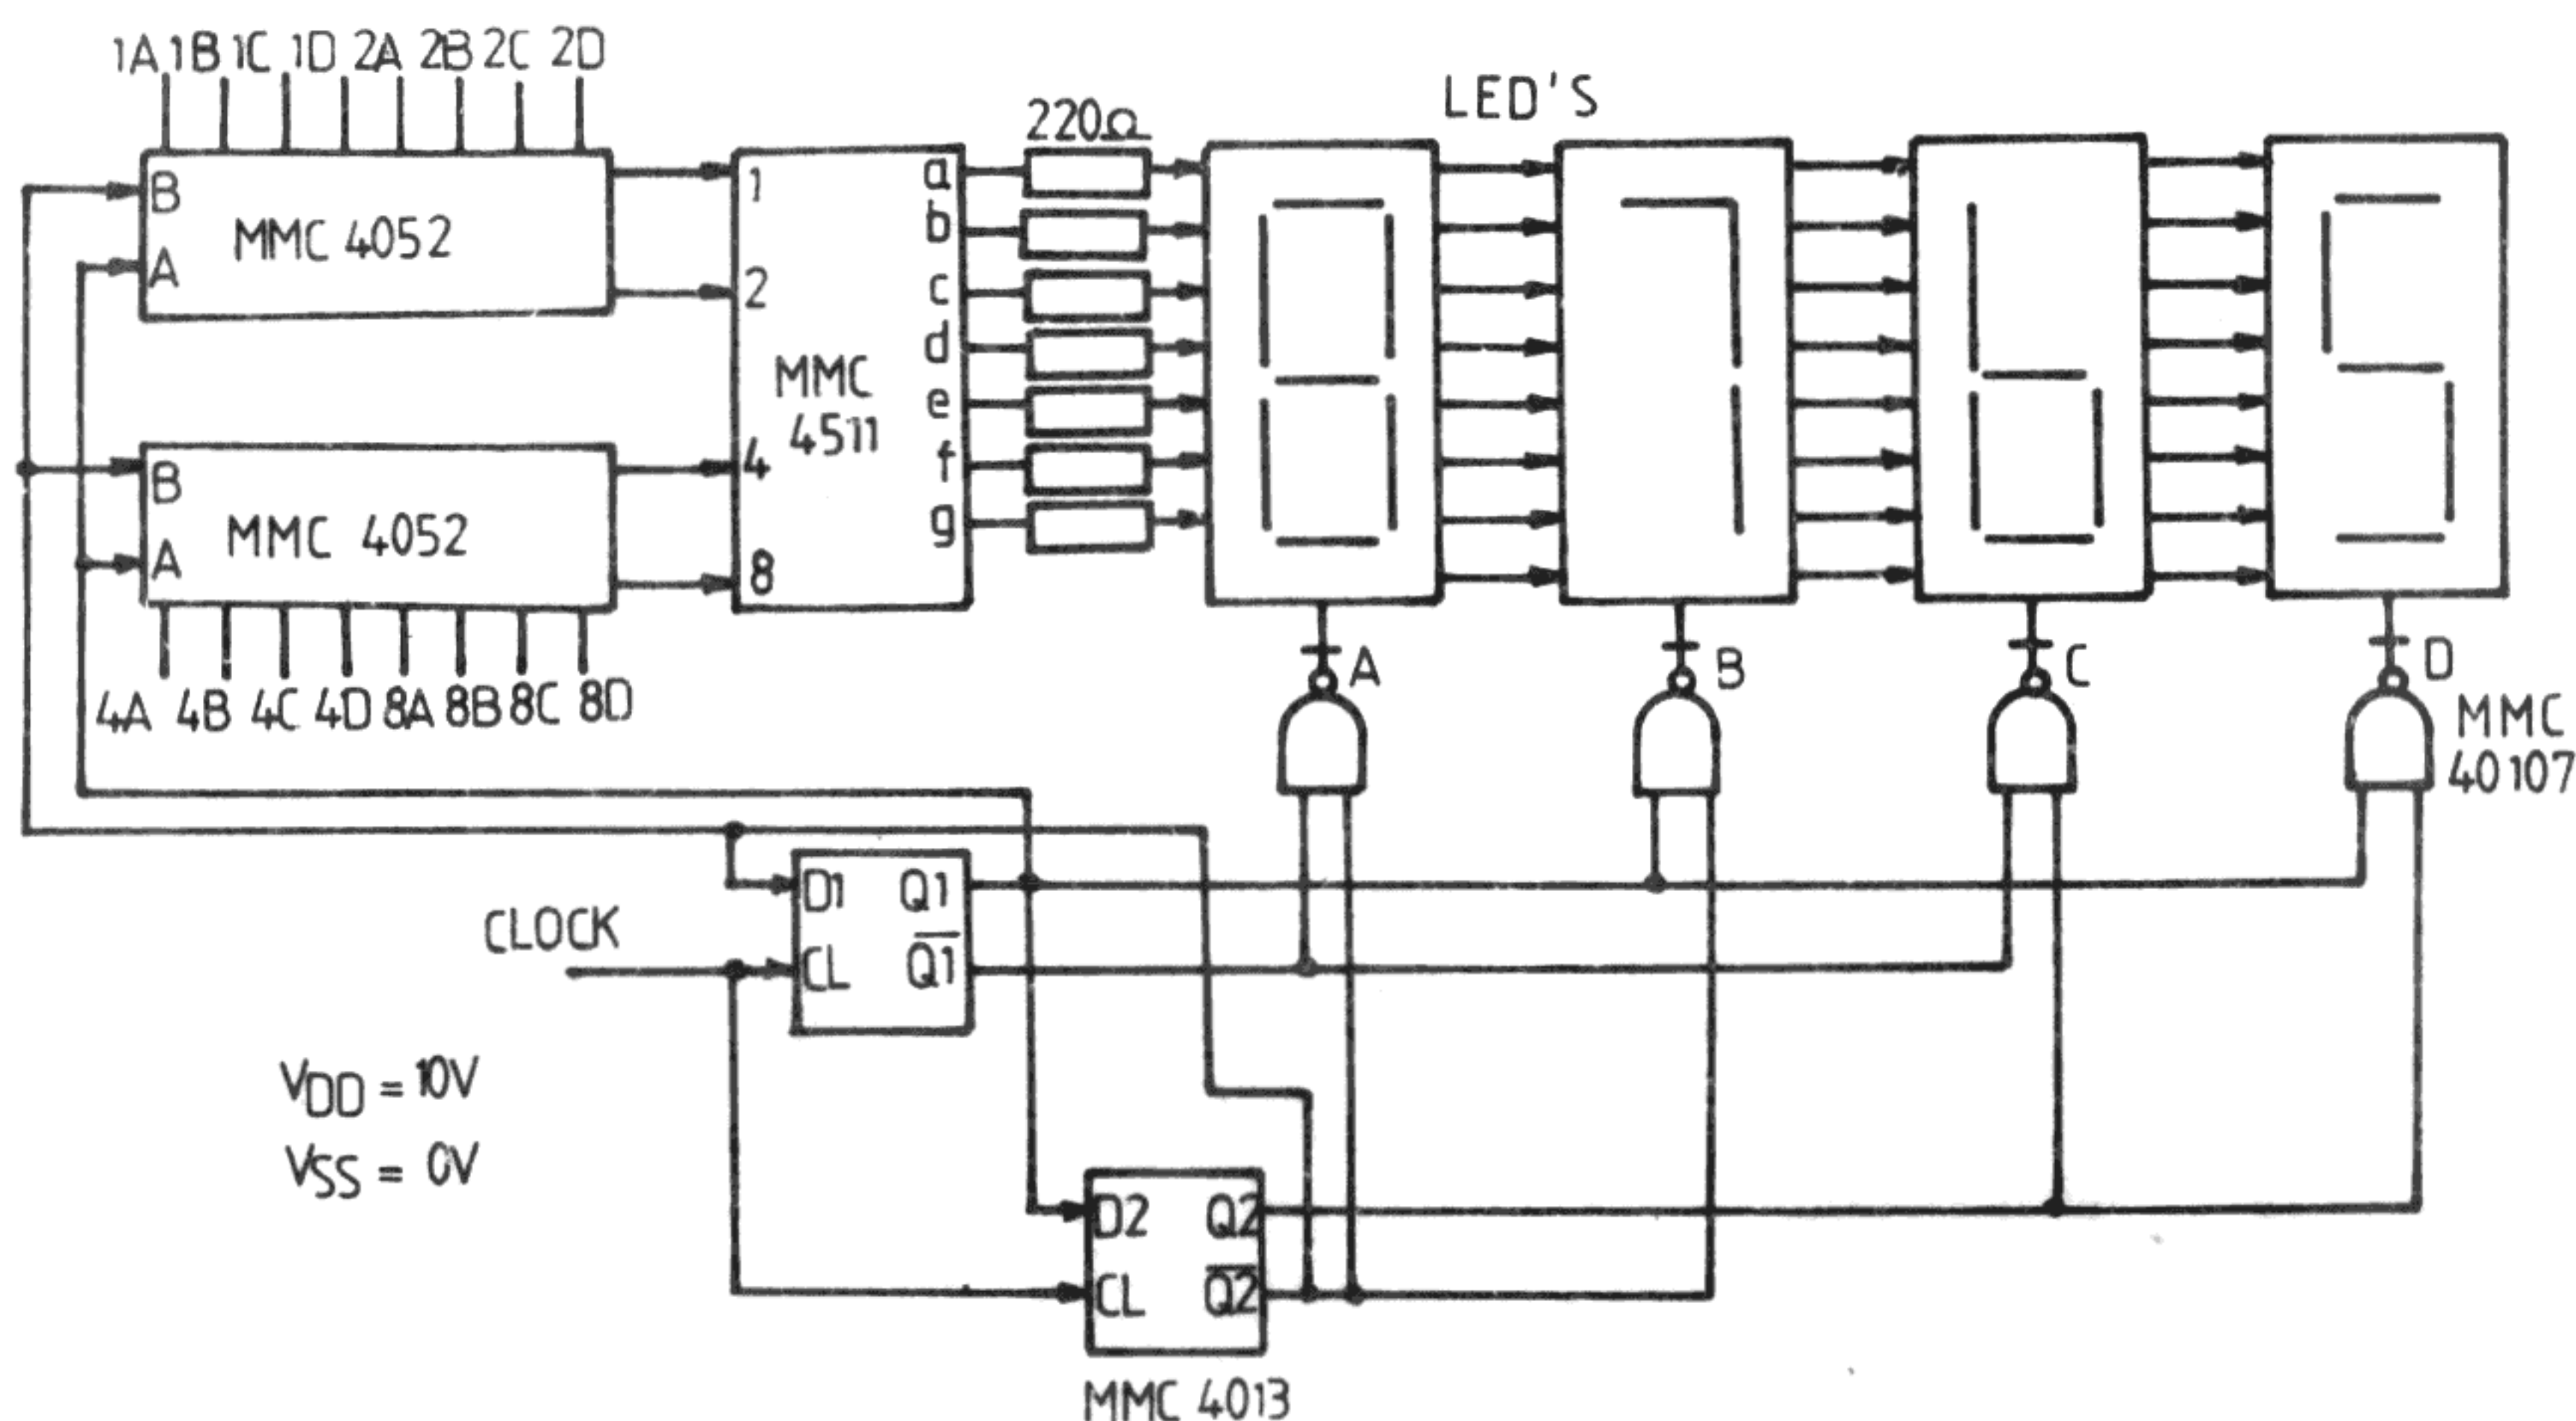 1A 1B 1C 1D 2A 2B 2C 2D
LED'S
220Ω
B
A
MMC 4052
1
2
4
8
MMC
4511
a
b
c
d
e
f
g
B
A
MMC 4052
4A 4B 4C 4D 8A 8B 8C 8D
A
B
C
D
MMC
40107
CLOCK
D1 Q1
CL Q̅1̅
VDD = 10V
VSS = 0V
D2 Q2
CL Q̅2̅
MMC 4013